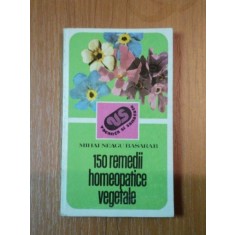 MIHAI NEAGU BASARAB
150 remedii
homeopatice
vegetale